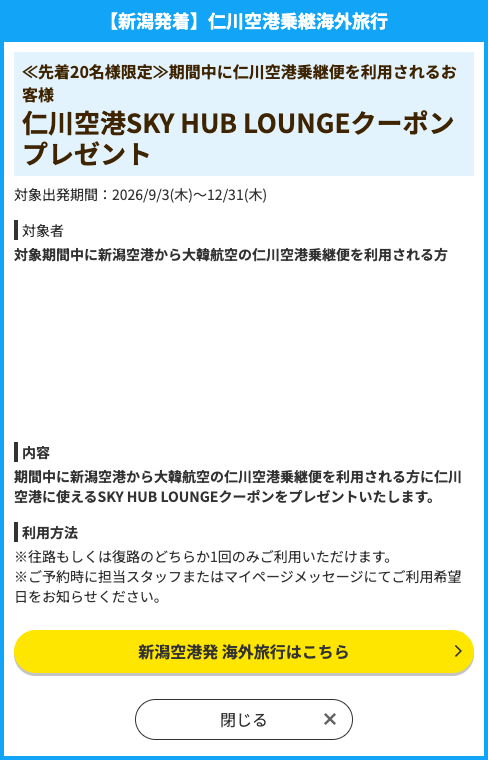 【新潟発着】仁川空港乗継海外旅行
≪先着20名様限定≫期間中に仁川空港乗継便を利用されるお
客様
仁川空港SKY HUB LOUNGEクーポン
プレゼント
対象出発期間：2026/9/3(木)～12/31(木)
対象者
対象期間中に新潟空港から大韓航空の仁川空港乗継便を利用される方
内容
期間中に新潟空港から大韓航空の仁川空港乗継便を利用される方に仁川
空港に使えるSKY HUB LOUNGEクーポンをプレゼントいたします。
利用方法
※往路もしくは復路のどちらか1回のみご利用いただけます。
※ご予約時に担当スタッフまたはマイページメッセージにてご利用希望
日をお知らせください。
新潟空港発 海外旅行はこちら
閉じる